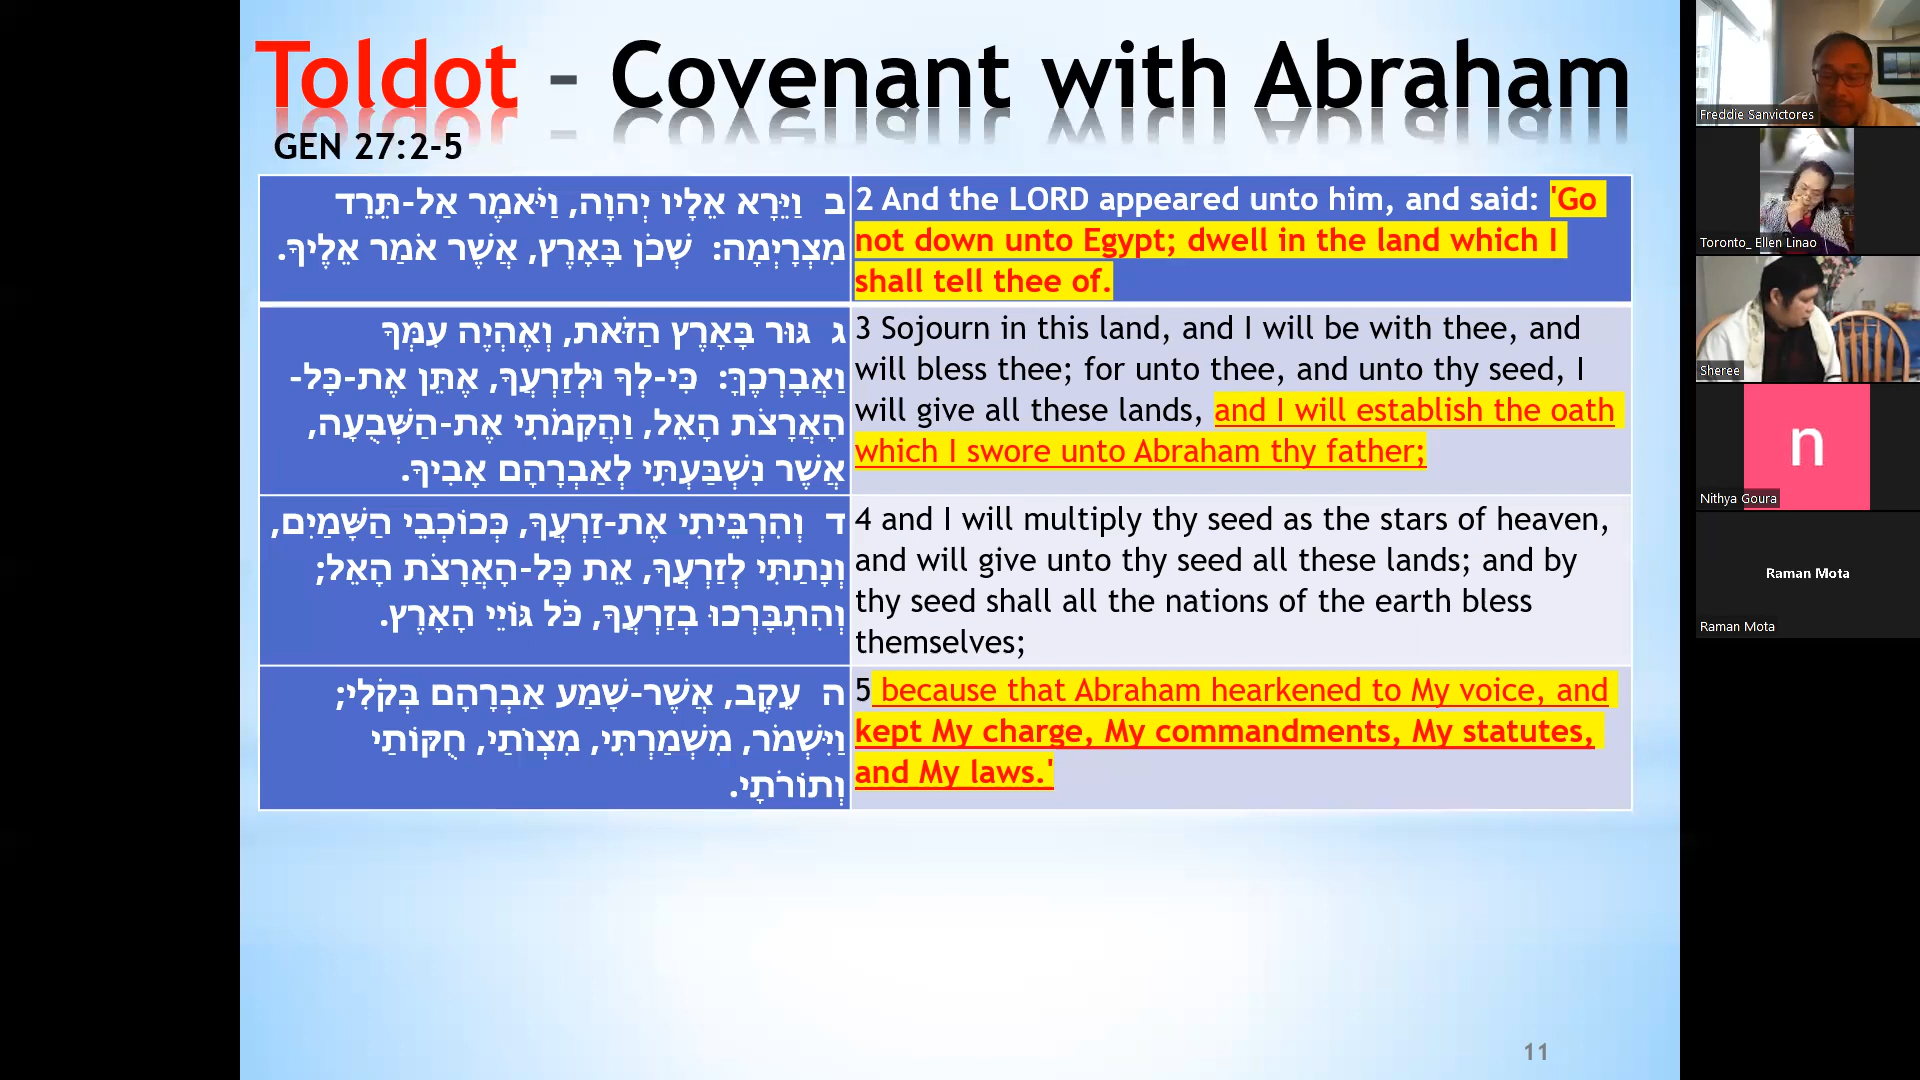 Toldot - Covenant with Abraham
GEN 27:2-5
ב  וַיֵּרָא אֵלָיו יְהוָה, וַיֹּאמֶר אַל-תֵּרֵד
מִצְרָיְמָה:  שְׁכֹן בָּאָרֶץ, אֲשֶׁר אֹמַר אֵלֶיךָ.
2 And the LORD appeared unto him, and said: 'Go
not down unto Egypt; dwell in the land which I
shall tell thee of.
ג  גּוּר בָּאָרֶץ הַזֹּאת, וְאֶהְיֶה עִמְּךָ
וַאֲבָרְכֶךָּ:  כִּי-לְךָ וּלְזַרְעֲךָ, אֶתֵּן אֶת-כָּל-
הָאֲרָצֹת הָאֵל, וַהֲקִמֹתִי אֶת-הַשְּׁבֻעָה,
אֲשֶׁר נִשְׁבַּעְתִּי לְאַבְרָהָם אָבִיךָ.
3 Sojourn in this land, and I will be with thee, and
will bless thee; for unto thee, and unto thy seed, I
will give all these lands, and I will establish the oath
which I swore unto Abraham thy father;
ד  וְהִרְבֵּיתִי אֶת-זַרְעֲךָ, כְּכוֹכְבֵי הַשָּׁמַיִם,
וְנָתַתִּי לְזַרְעֲךָ, אֵת כָּל-הָאֲרָצֹת הָאֵל;
וְהִתְבָּרְכוּ בְזַרְעֲךָ, כֹּל גּוֹיֵי הָאָרֶץ.
4 and I will multiply thy seed as the stars of heaven,
and will give unto thy seed all these lands; and by
thy seed shall all the nations of the earth bless
themselves;
ה  עֵקֶב, אֲשֶׁר-שָׁמַע אַבְרָהָם בְּקֹלִי;
וַיִּשְׁמֹר, מִשְׁמַרְתִּי, מִצְוֺתַי, חֻקּוֹתַי
וְתוֹרֹתָי.
5 because that Abraham hearkened to My voice, and
kept My charge, My commandments, My statutes,
and My laws.'
11
Freddie Sanvictores
Toronto_ Ellen Linao
Sheree
n
Nithya Goura
Raman Mota
Raman Mota